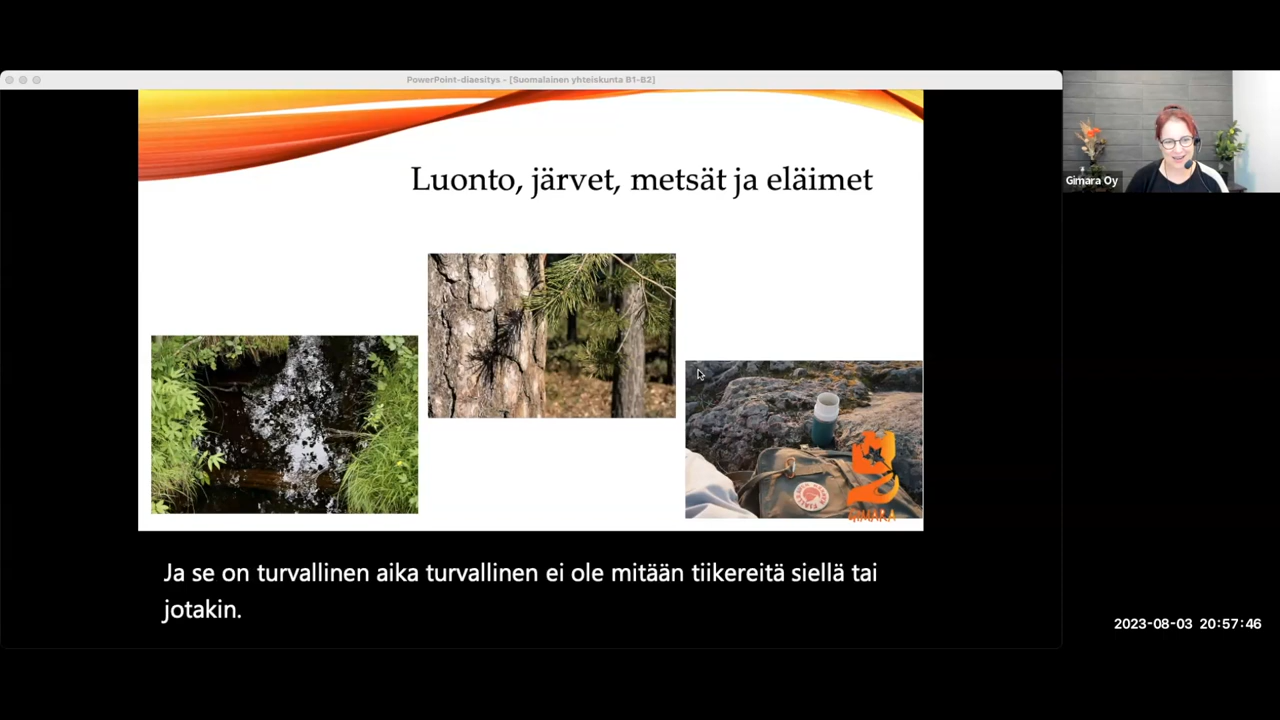 PowerPoint-diaesitys - [Suomalainen yhteiskunta B1-B2]
Luonto, järvet, metsät ja eläimet
Gimara Oy
GIMARA
Ja se on turvallinen aika turvallinen ei ole mitään tiikereitä siellä tai
jotakin.
2023-08-03 20:57:46